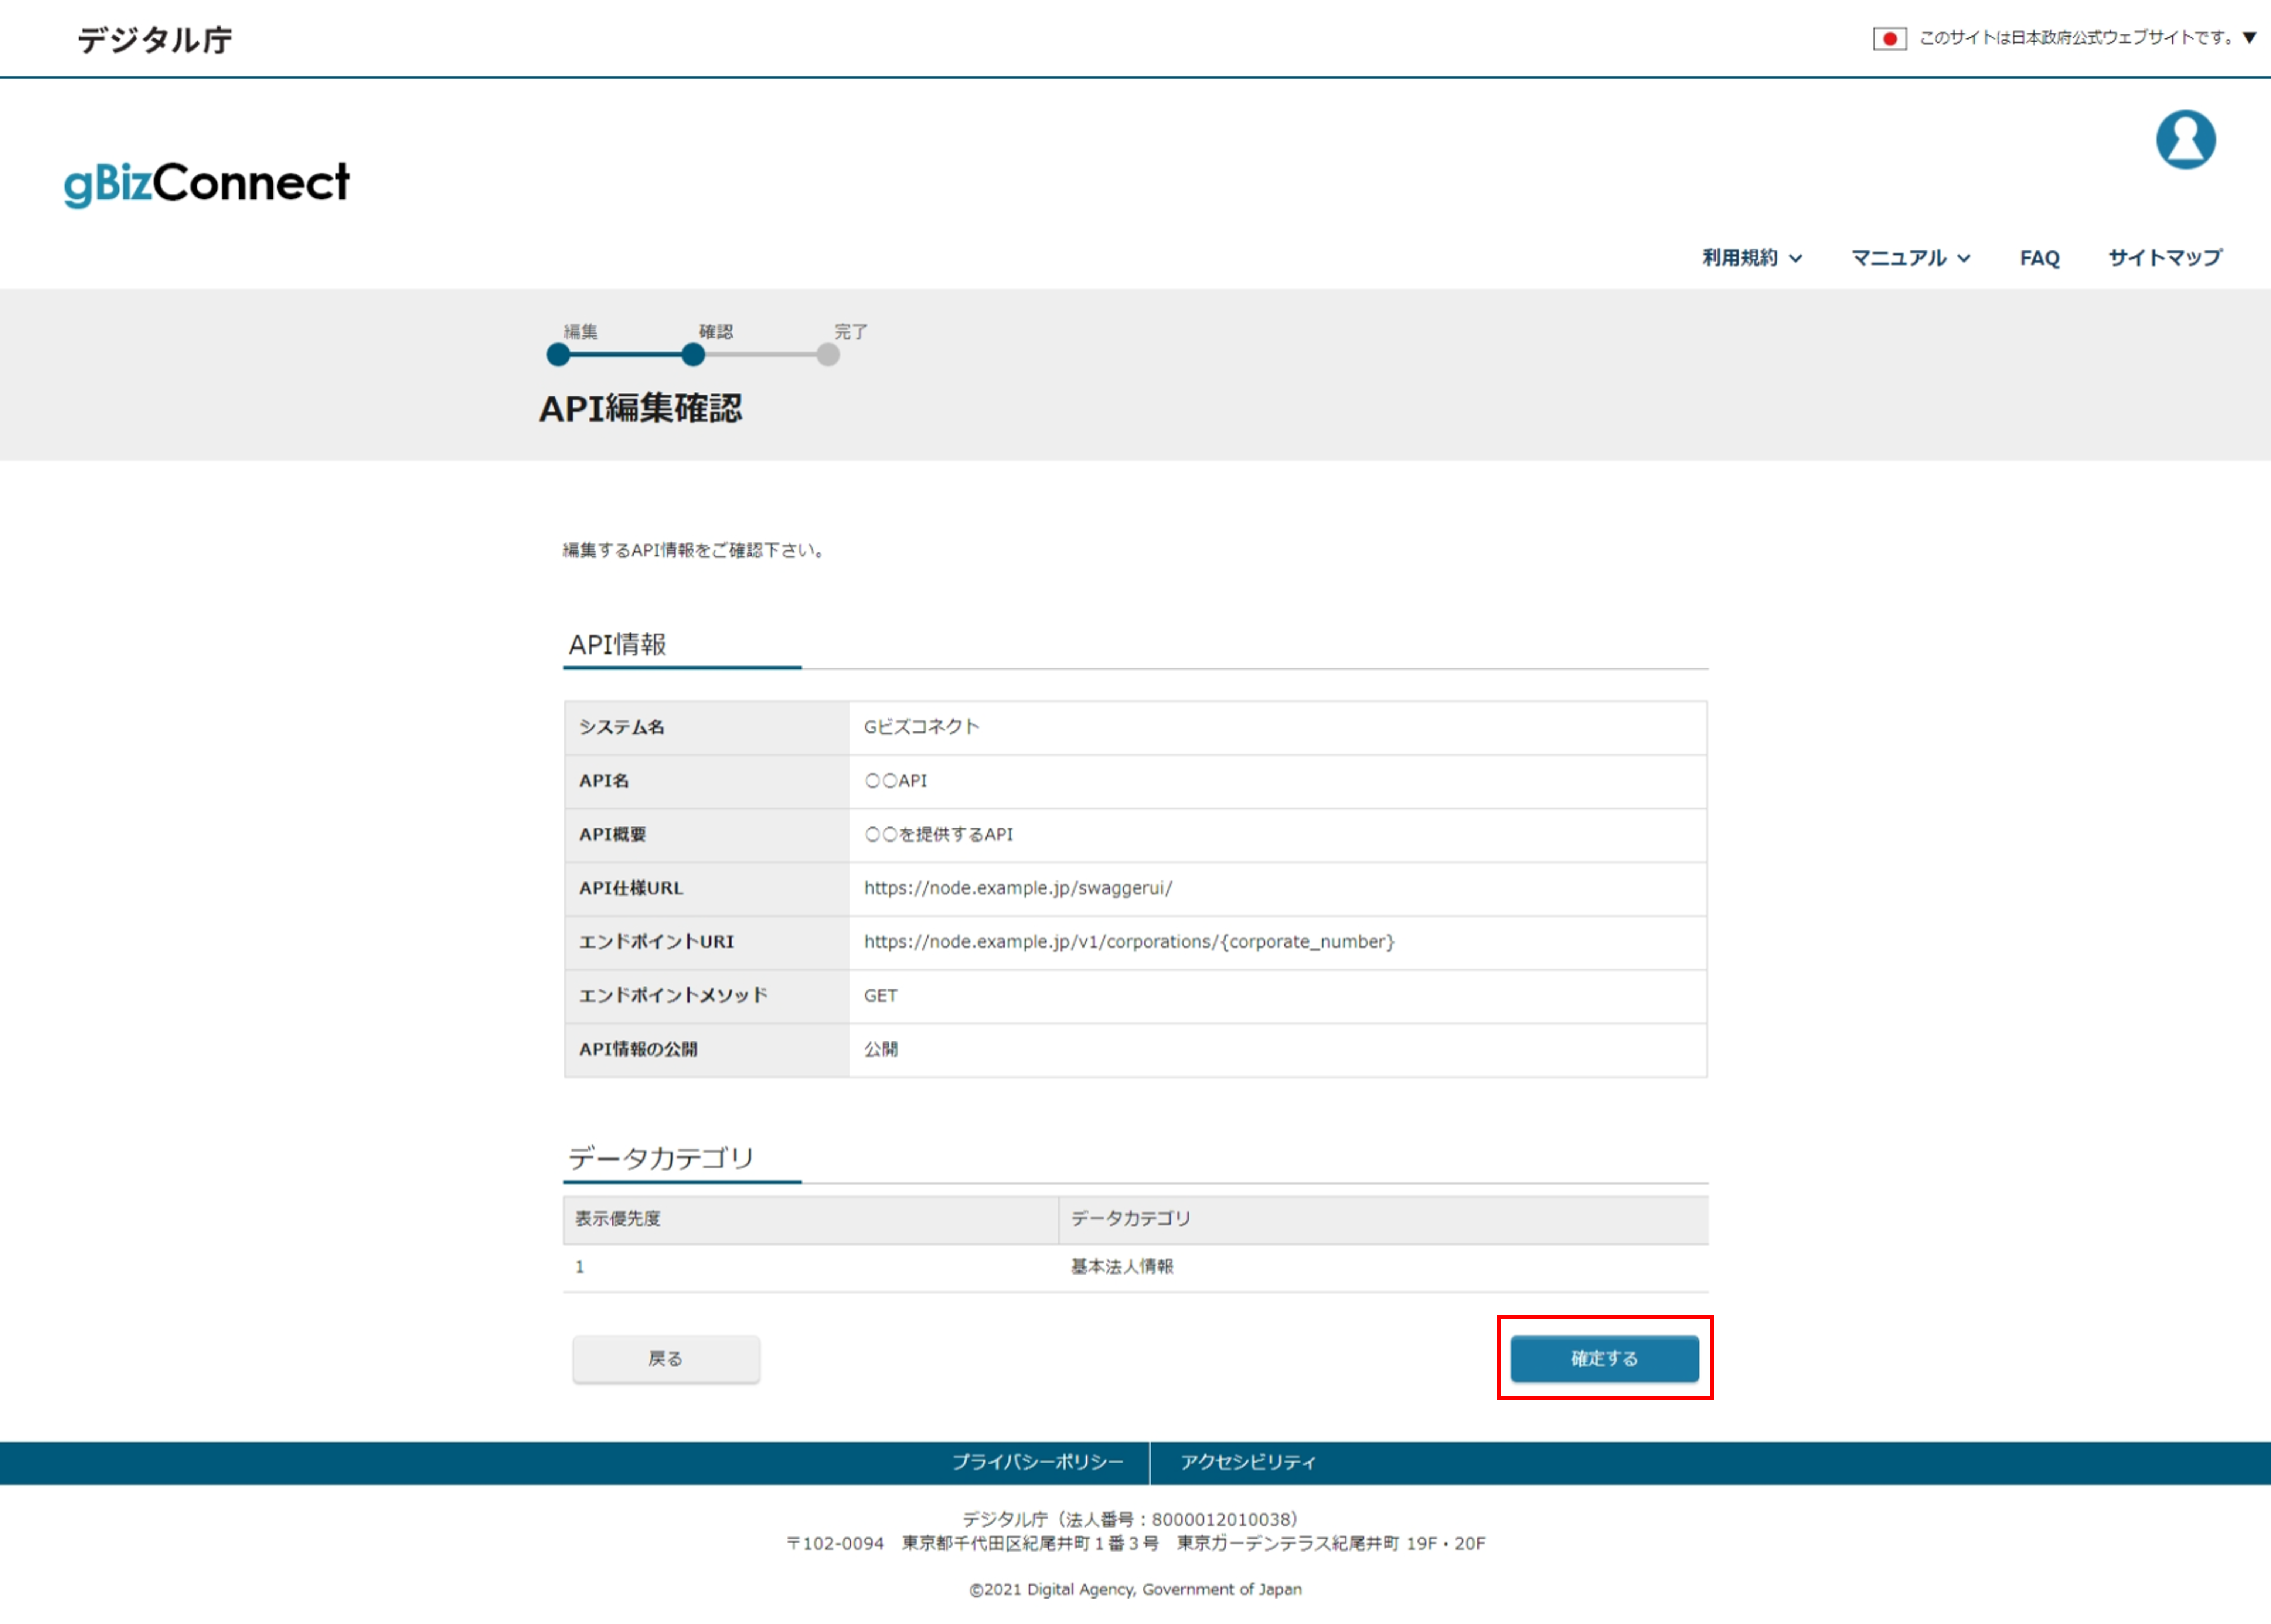 デジタル庁
このサイトは日本政府公式ウェブサイトです。▼
gBizConnect
利用規約 マニュアル FAQ サイトマップ
編集 確認 完了
API編集確認
編集するAPI情報をご確認下さい。
API情報
システム名 Gビズコネクト
API名 〇〇API
API概要 〇〇を提供するAPI
API仕様URL https://node.example.jp/swaggerui/
エンドポイントURI https://node.example.jp/v1/corporations/{corporate_number}
エンドポイントメソッド GET
API情報の公開 公開
データカテゴリ
表示優先度 データカテゴリ
1 基本法人情報
戻る 確定する
プライバシーポリシー アクセシビリティ
デジタル庁（法人番号：8000012010038）
〒102-0094　東京都千代田区紀尾井町１番３号　東京ガーデンテラス紀尾井町 19F・20F
©2021 Digital Agency, Government of Japan